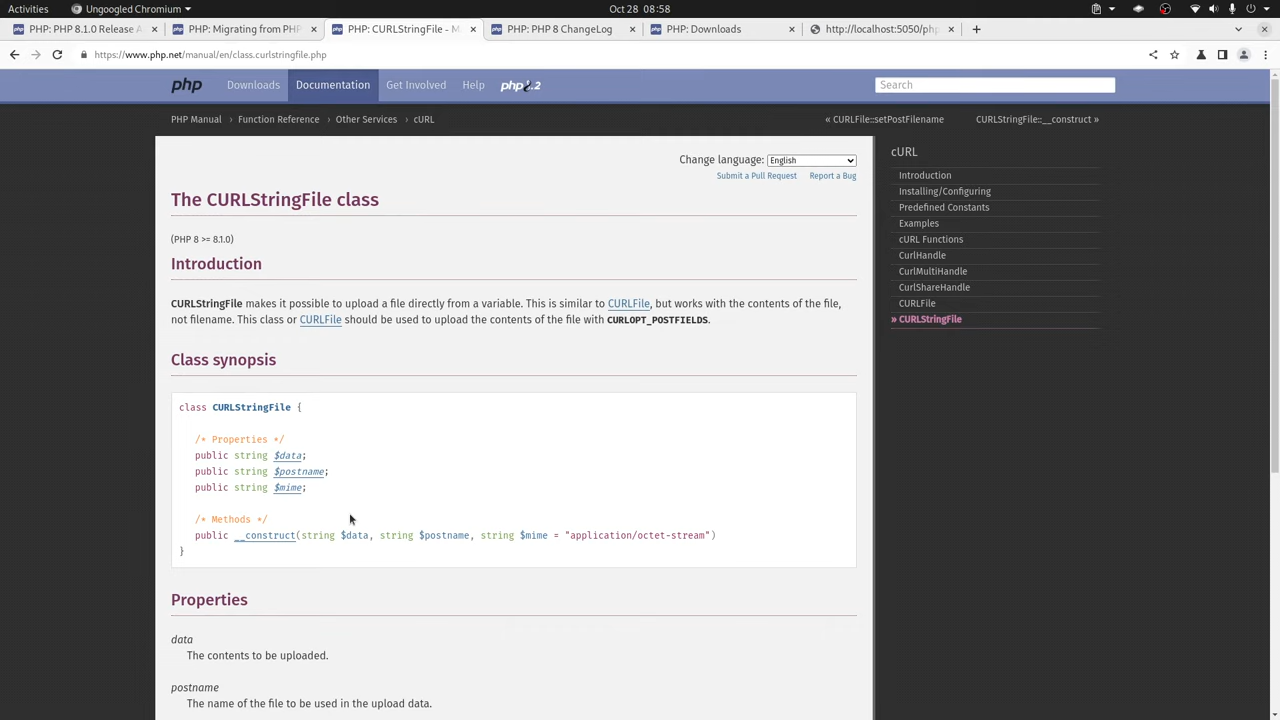 Activities
Ungoogled Chromium
Oct 28 08:58
PHP: PHP 8.1.0 Release A
PHP: Migrating from PHP
PHP: CURLStringFile - M
PHP: PHP 8 ChangeLog
PHP: Downloads
http://localhost:5050/php
https://www.php.net/manual/en/class.curlstringfile.php
php
Downloads
Documentation
Get Involved
Help
php8.2
Search
PHP Manual › Function Reference › Other Services › cURL
« CURLFile::setPostFilename
CURLStringFile::__construct »
Change language: English
Submit a Pull Request
Report a Bug
The CURLStringFile class
(PHP 8 >= 8.1.0)
Introduction
CURLStringFile makes it possible to upload a file directly from a variable. This is similar to CURLFile, but works with the contents of the file,
not filename. This class or CURLFile should be used to upload the contents of the file with CURLOPT_POSTFIELDS.
Class synopsis
class CURLStringFile {
/* Properties */
public string $data;
public string $postname;
public string $mime;
/* Methods */
public __construct(string $data, string $postname, string $mime = "application/octet-stream")
}
Properties
data
The contents to be uploaded.
postname
The name of the file to be used in the upload data.
cURL
Introduction
Installing/Configuring
Predefined Constants
Examples
cURL Functions
CurlHandle
CurlMultiHandle
CurlShareHandle
CURLFile
» CURLStringFile